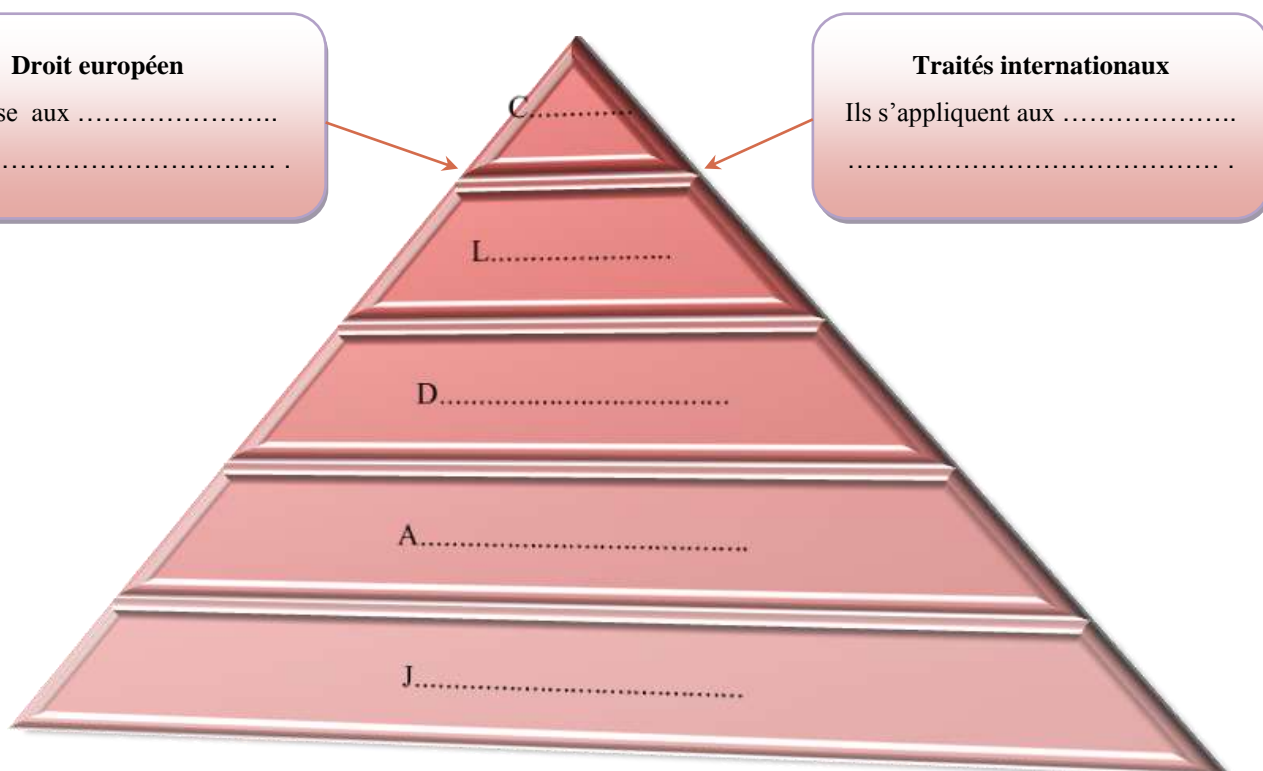 Droit européen
se aux …………………..
…………………………… .
Traités internationaux
Ils s’appliquent aux ………………..
………………………………… .
C.............
L.......................
D.....................................
A..........................................
J..........................................